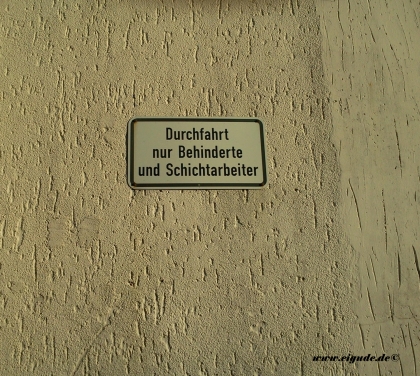 Durchfahrt
nur Behinderte
und Schichtarbeiter
www.eigude.de©